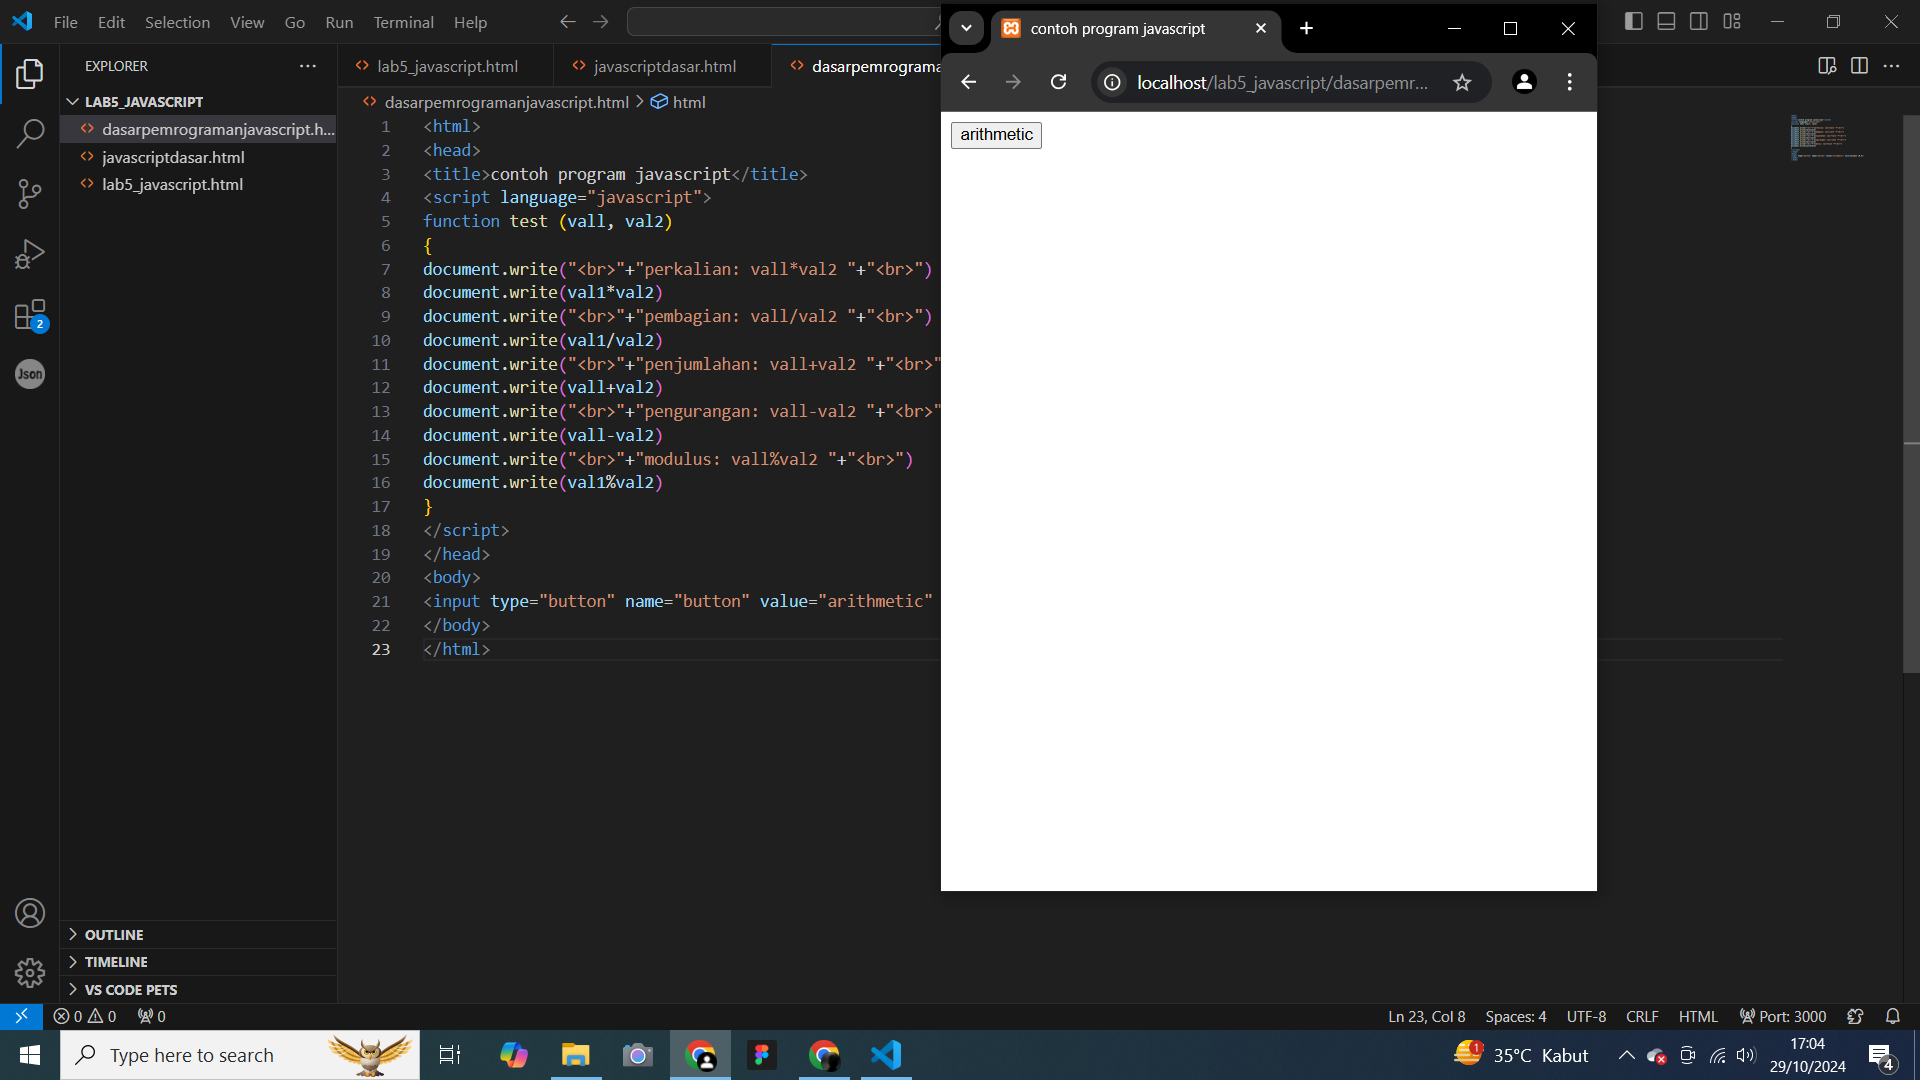 File Edit Selection View Go Run Terminal Help
EXPLORER
LAB5_JAVASCRIPT
dasarpemrogramanjavascript.h...
javascriptdasar.html
lab5_javascript.html
OUTLINE
TIMELINE
VS CODE PETS
2
Json
lab5_javascript.html javascriptdasar.html dasarpemrograma
dasarpemrogramanjavascript.html > html
1 <html>
2 <head>
3 <title>contoh program javascript</title>
4 <script language="javascript">
5 function test (vall, val2)
6 {
7 document.write("<br>"+"perkalian: vall*val2 "+"<br>")
8 document.write(val1*val2)
9 document.write("<br>"+"pembagian: vall/val2 "+"<br>")
10 document.write(val1/val2)
11 document.write("<br>"+"penjumlahan: vall+val2 "+"<br>"
12 document.write(vall+val2)
13 document.write("<br>"+"pengurangan: vall-val2 "+"<br>"
14 document.write(vall-val2)
15 document.write("<br>"+"modulus: vall%val2 "+"<br>")
16 document.write(val1%val2)
17 }
18 </script>
19 </head>
20 <body>
21 <input type="button" name="button" value="arithmetic"
22 </body>
23 </html>
contoh program javascript
localhost/lab5_javascript/dasarpemr...
arithmetic
0 0 0
Ln 23, Col 8 Spaces: 4 UTF-8 CRLF HTML Port: 3000
Type here to search
1 35°C Kabut
17:04
29/10/2024
4